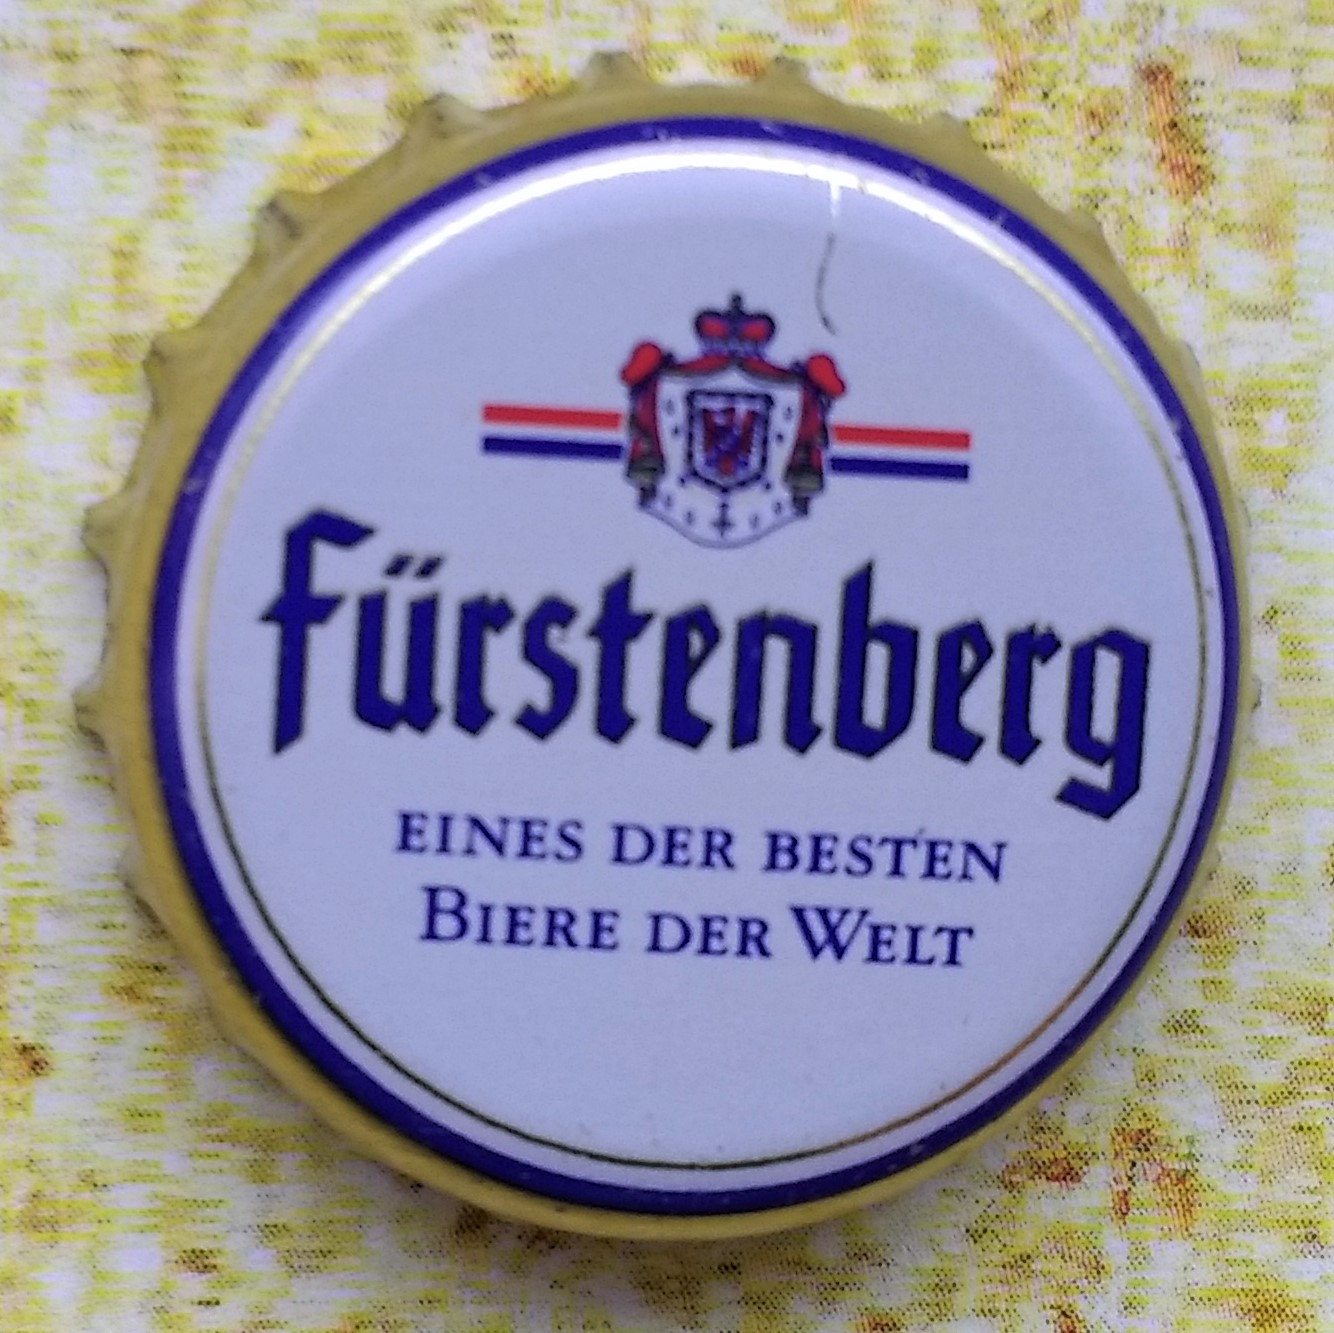 Fürstenberg
EINES DER BESTEN
BIERE DER WELT